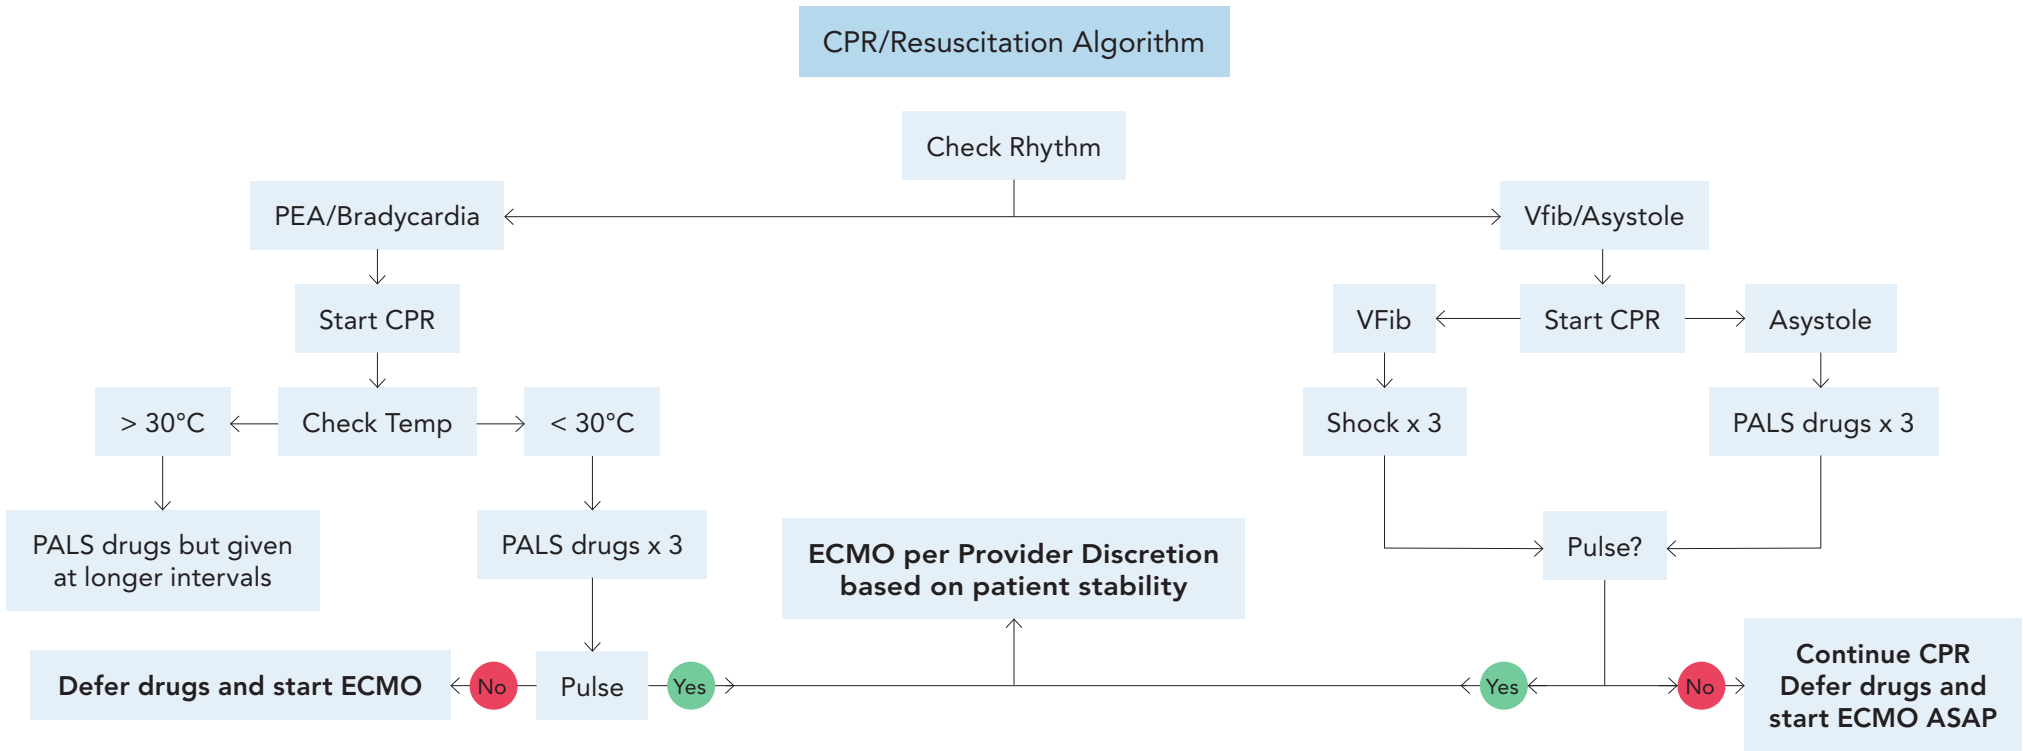 CPR/Resuscitation Algorithm
Check Rhythm
PEA/Bradycardia
Vfib/Asystole
Start CPR
VFib
Start CPR
Asystole
> 30°C
Check Temp
< 30°C
Shock x 3
PALS drugs x 3
PALS drugs but given
at longer intervals
PALS drugs x 3
ECMO per Provider Discretion
based on patient stability
Pulse?
Defer drugs and start ECMO
No
Pulse
Yes
Yes
No
Continue CPR
Defer drugs and
start ECMO ASAP